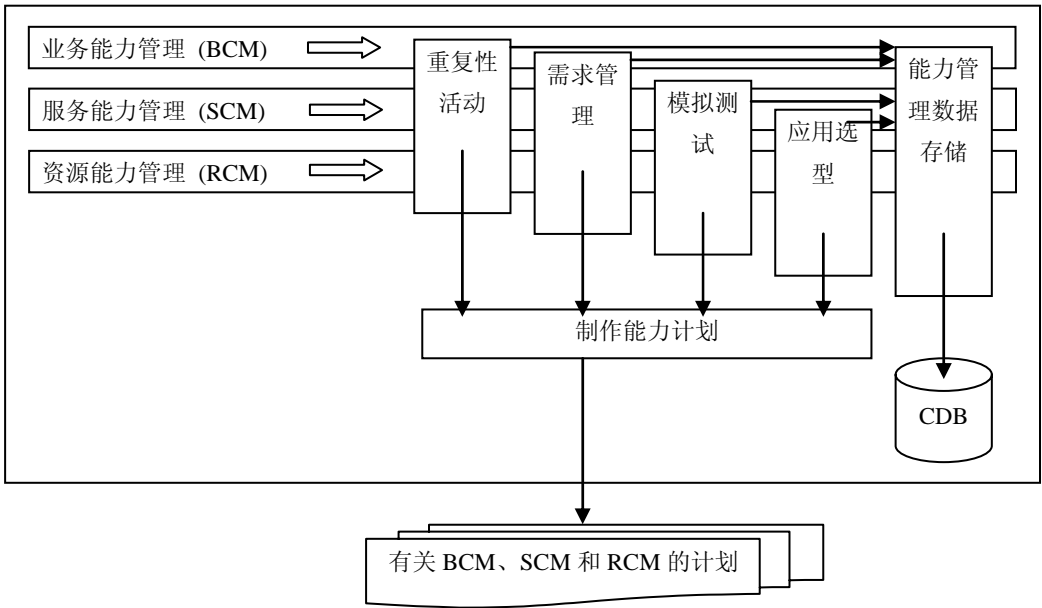 业务能力管理 (BCM)
服务能力管理 (SCM)
资源能力管理 (RCM)
重复性
活动
需求管
理
模拟测
试
应用选
型
能力管
理数据
存储
制作能力计划
CDB
有关 BCM、SCM 和 RCM 的计划